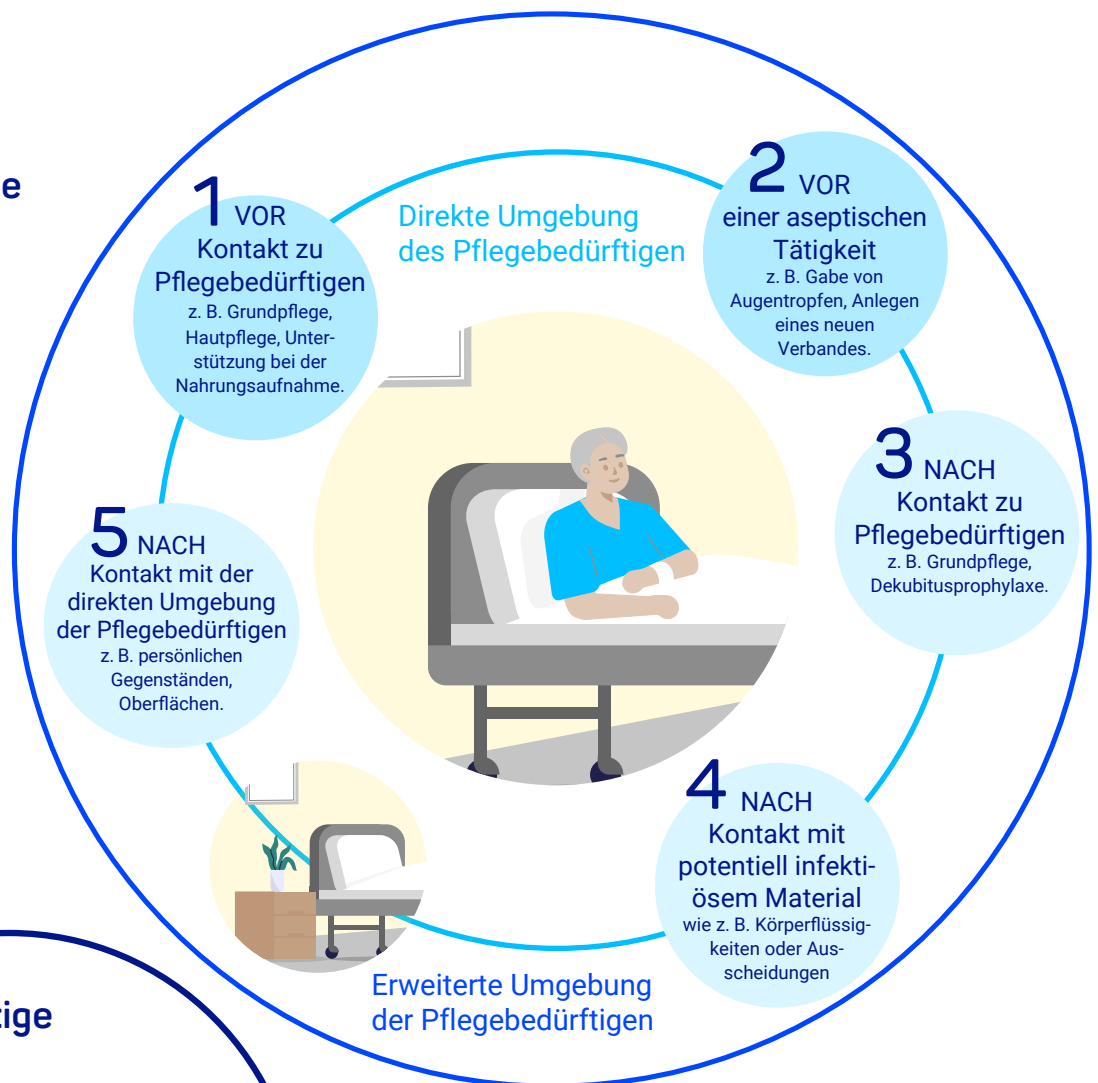 e
1 VOR
Kontakt zu
Pflegebedürftigen
z. B. Grundpflege,
Hautpflege, Unter-
stützung bei der
Nahrungsaufnahme.
Direkte Umgebung
des Pflegebedürftigen
2 VOR
einer aseptischen
Tätigkeit
z. B. Gabe von
Augentropfen, Anlegen
eines neuen
Verbandes.
3 NACH
Kontakt zu
Pflegebedürftigen
z. B. Grundpflege,
Dekubitusprophylaxe.
4 NACH
Kontakt mit
potentiell infekti-
ösem Material
wie z. B. Körperflüssig-
keiten oder Aus-
scheidungen
5 NACH
Kontakt mit der
direkten Umgebung
der Pflegebedürftigen
z. B. persönlichen
Gegenständen,
Oberflächen.
Erweiterte Umgebung
der Pflegebedürftigen
tige